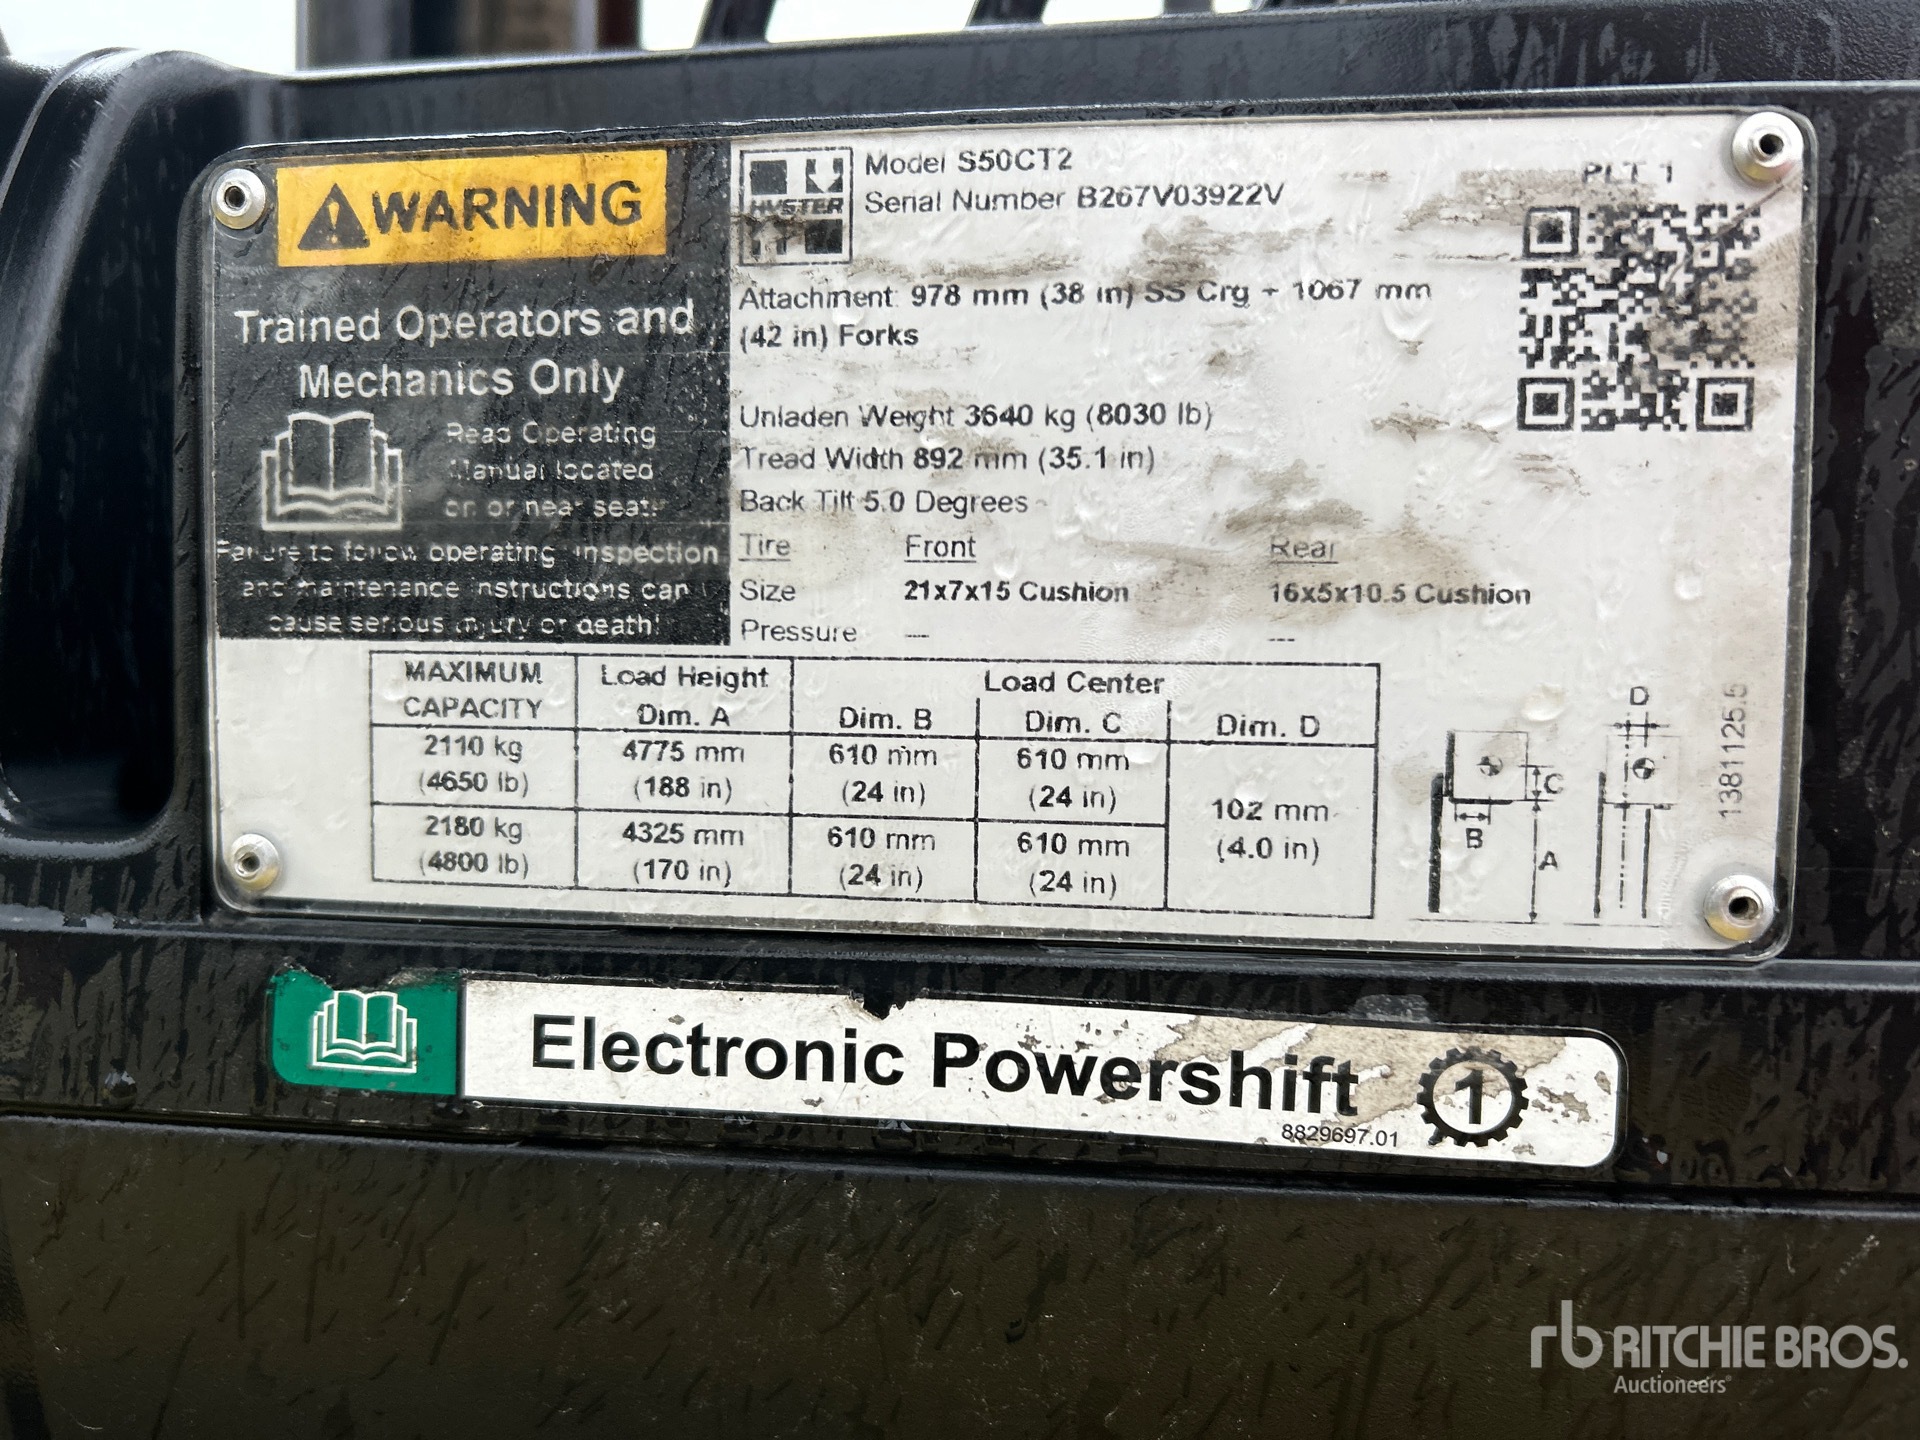 WARNING
Trained Operators and
Mechanics Only
Read Operating
Manual located
on or near seat!
Failure to follow operating inspection
and maintenance instructions can
cause serious injury or death!
HYSTER
Model S50CT2
Serial Number B267V03922V
PLT 1
Attachment: 978 mm (38 in) SS Crg + 1067 mm
(42 in) Forks
Unladen Weight 3640 kg (8030 lb)
Tread Width 892 mm (35.1 in)
Back Tilt 5.0 Degrees
Tire Front Rear
Size 21x7x15 Cushion 16x5x10.5 Cushion
Pressure --- ---
MAXIMUM CAPACITY Load Height Dim. A Load Center
Dim. B Dim. C Dim. D
2110 kg 4775 mm 610 mm 610 mm
(4650 lb) (188 in) (24 in) (24 in)
102 mm
(4.0 in)
2180 kg 4325 mm 610 mm 610 mm
(4800 lb) (170 in) (24 in) (24 in)
D
C
B
A
1381125.5
Electronic Powershift 1
8829697.01
rb RITCHIE BROS.
Auctioneers